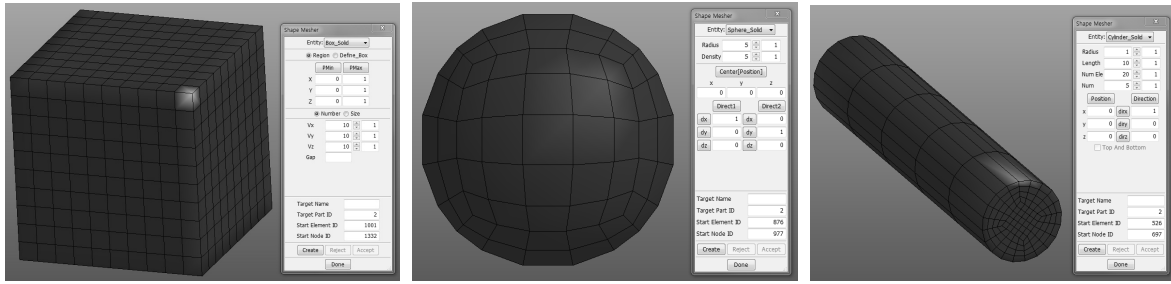 Shape Mesher
Entity: Box_Solid
Region Define_Box
PMin PMax
X 0 1
Y 0 1
Z 0 1
Number Size
Vx 10 1
Vy 10 1
Vz 10 1
Gap
Target Name
Target Part ID 2
Start Element ID 1001
Start Node ID 1332
Create Reject Accept
Done
Shape Mesher
Entity: Sphere_Solid
Radius 5 1
Density 5 1
Center[Position]
x y z
0 0 0
Direct1 Direct2
dx 1 dx 0
dy 0 dy 1
dz 0 dz 0
Target Name
Target Part ID 2
Start Element ID 876
Start Node ID 977
Create Reject Accept
Done
Shape Mesher
Entity: Cylinder_Solid
Radius 1 1
Length 10 1
Num Ele 20 1
Num 5 1
Position Direction
x 0 dirx 1
y 0 diry 0
z 0 dirz 0
Top And Bottom
Target Name
Target Part ID 2
Start Element ID 526
Start Node ID 697
Create Reject Accept
Done